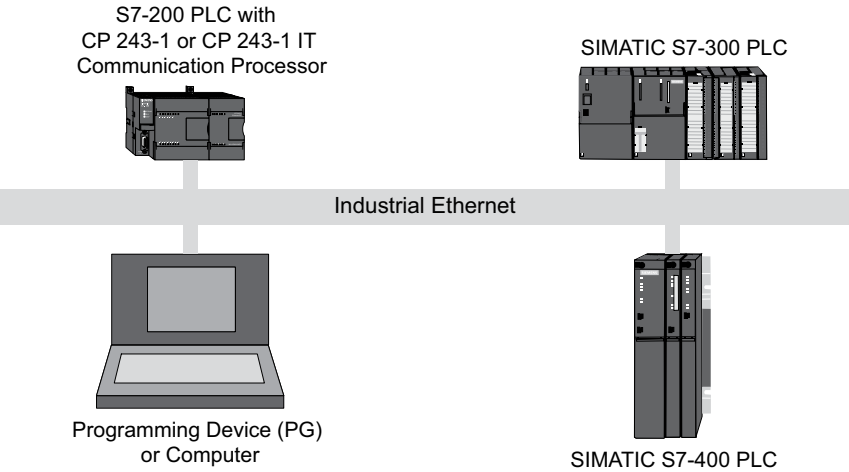 S7-200 PLC with
CP 243-1 or CP 243-1 IT
Communication Processor
SIMATIC S7-300 PLC
Industrial Ethernet
Programming Device (PG)
or Computer
SIMATIC S7-400 PLC